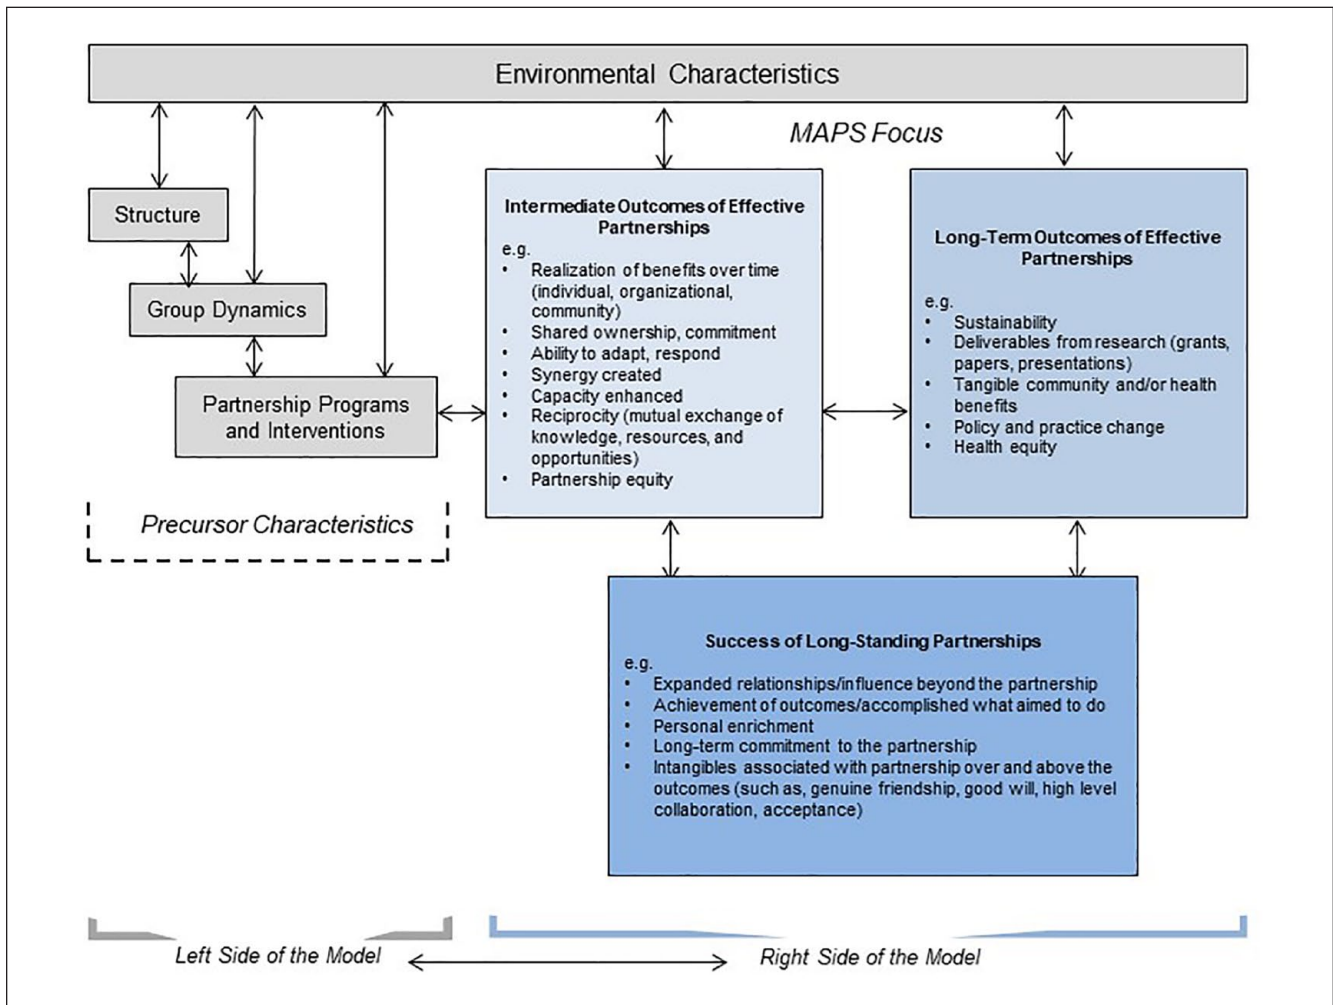 Environmental Characteristics
MAPS Focus
Structure
Group Dynamics
Partnership Programs
and Interventions
Precursor Characteristics
Intermediate Outcomes of Effective
Partnerships
e.g.
• Realization of benefits over time
(individual, organizational,
community)
• Shared ownership, commitment
• Ability to adapt, respond
• Synergy created
• Capacity enhanced
• Reciprocity (mutual exchange of
knowledge, resources, and
opportunities)
• Partnership equity
Long-Term Outcomes of Effective
Partnerships
e.g.
• Sustainability
• Deliverables from research (grants,
papers, presentations)
• Tangible community and/or health
benefits
• Policy and practice change
• Health equity
Success of Long-Standing Partnerships
e.g.
• Expanded relationships/influence beyond the partnership
• Achievement of outcomes/accomplished what aimed to do
• Personal enrichment
• Long-term commitment to the partnership
• Intangibles associated with partnership over and above the
outcomes (such as, genuine friendship, good will, high level
collaboration, acceptance)
Left Side of the Model
Right Side of the Model